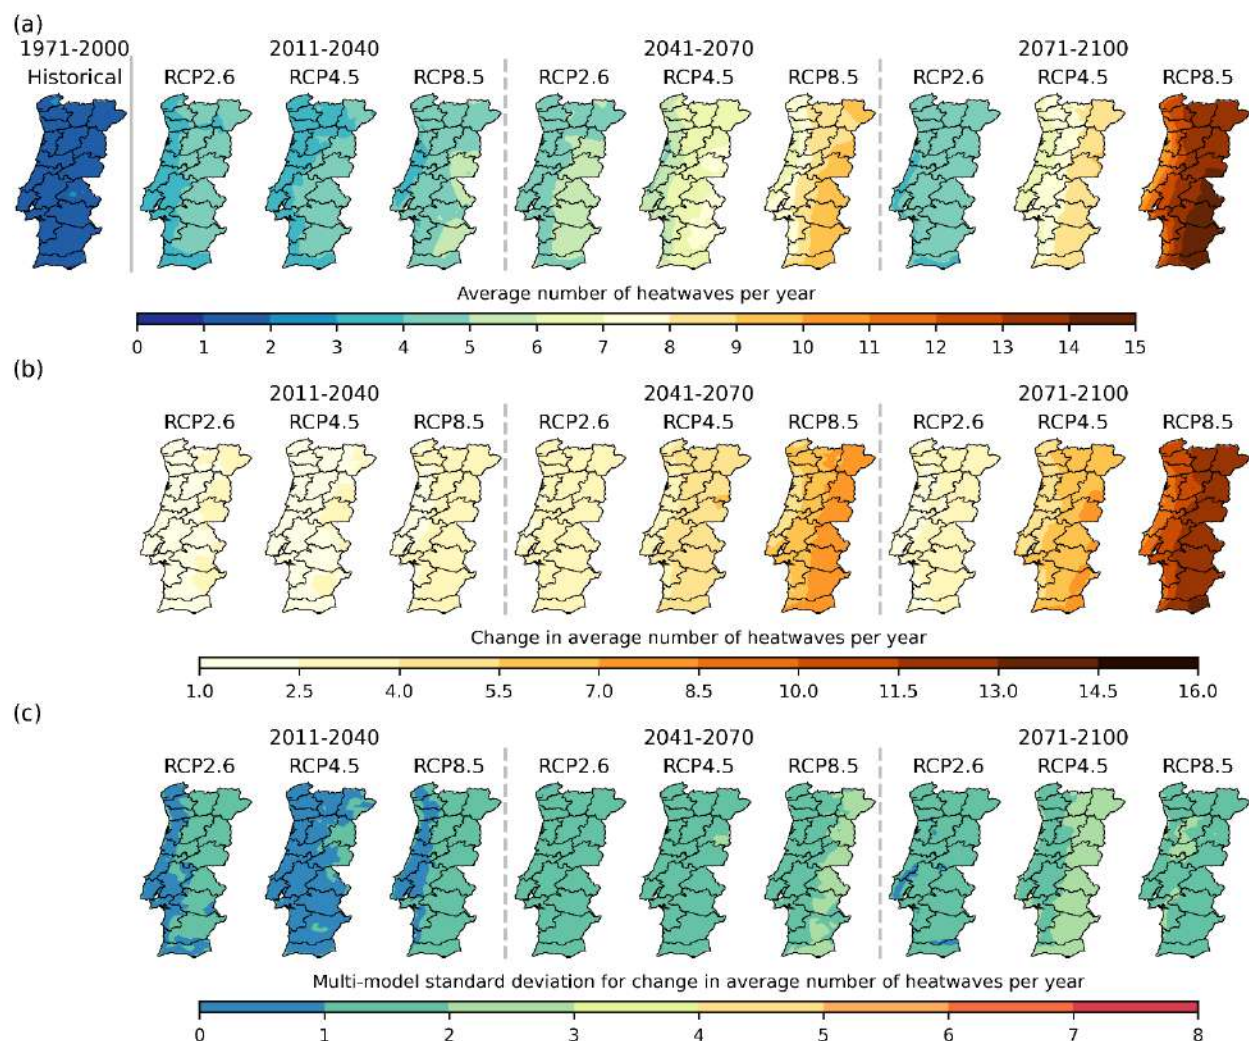 (a)
1971-2000 2011-2040 2041-2070 2071-2100
Historical RCP2.6 RCP4.5 RCP8.5 RCP2.6 RCP4.5 RCP8.5 RCP2.6 RCP4.5 RCP8.5
Average number of heatwaves per year
0 1 2 3 4 5 6 7 8 9 10 11 12 13 14 15
(b)
2011-2040 2041-2070 2071-2100
RCP2.6 RCP4.5 RCP8.5 RCP2.6 RCP4.5 RCP8.5 RCP2.6 RCP4.5 RCP8.5
Change in average number of heatwaves per year
1.0 2.5 4.0 5.5 7.0 8.5 10.0 11.5 13.0 14.5 16.0
(c)
2011-2040 2041-2070 2071-2100
RCP2.6 RCP4.5 RCP8.5 RCP2.6 RCP4.5 RCP8.5 RCP2.6 RCP4.5 RCP8.5
Multi-model standard deviation for change in average number of heatwaves per year
0 1 2 3 4 5 6 7 8